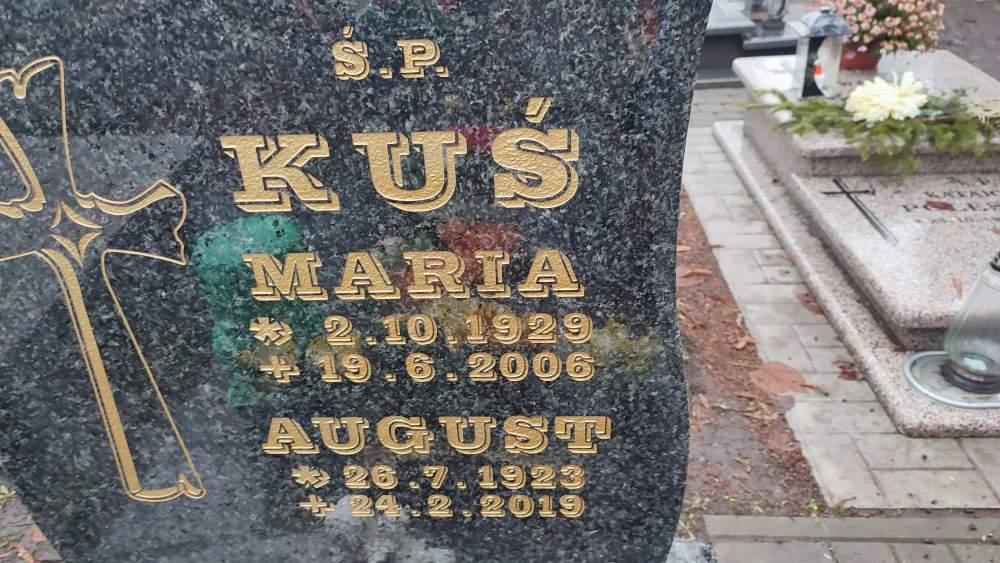 Ś.P.
KUŚ
MARIA
* 2.10.1929
+ 19.6.2006
AUGUST
* 26.7.1923
+ 24.2.2019